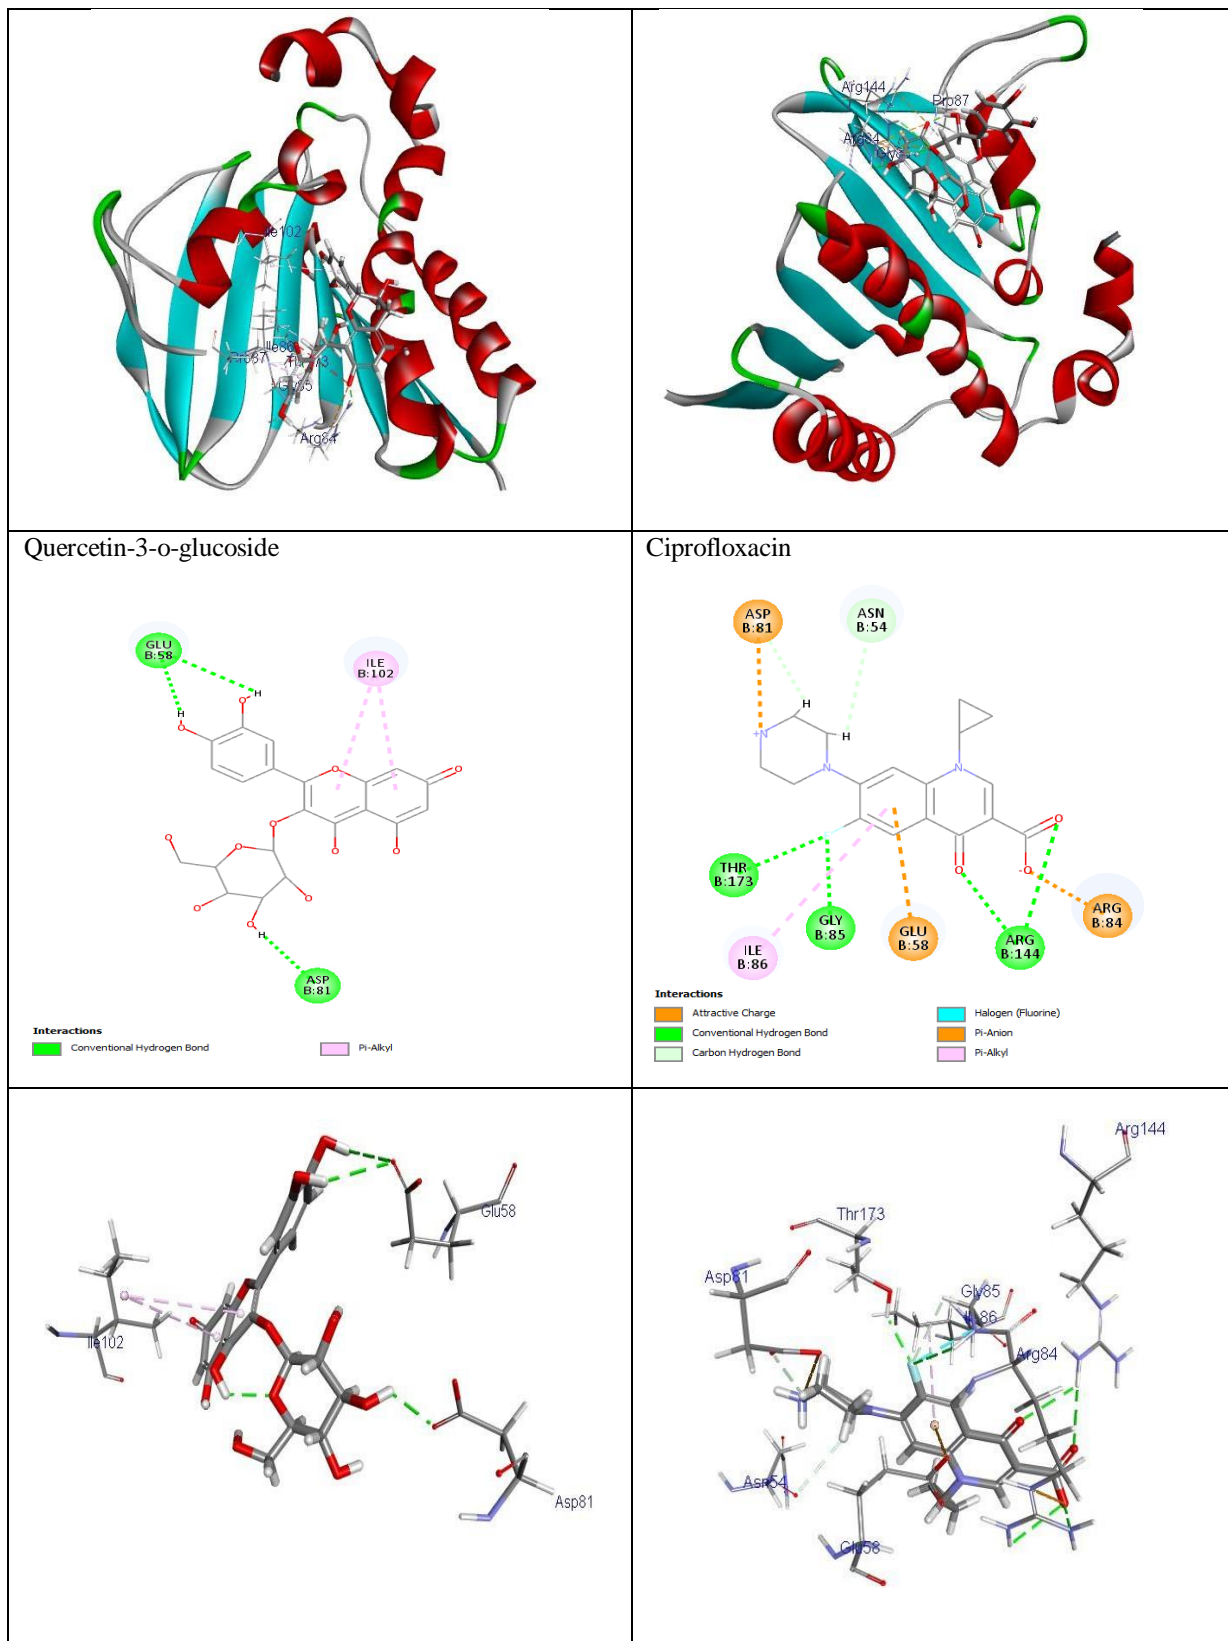 Ile102
Ile86
Pro87
Arg84
Arg144
Pro87
Arg84
Quercetin-3-o-glucoside
GLU
B:58
ILE
B:102
H
H
O
O
O
O
O
O
O
O
O
O
O
O
H
ASP
B:81
Interactions
Conventional Hydrogen Bond
Pi-Alkyl
Ciprofloxacin
ASP
B:81
ASN
B:54
H
+N
H
N
N
O
O
O
-
THR
B:173
GLY
B:85
GLU
B:58
ARG
B:84
ILE
B:86
ARG
B:144
Interactions
Attractive Charge
Halogen (Fluorine)
Conventional Hydrogen Bond
Pi-Anion
Carbon Hydrogen Bond
Pi-Alkyl
Glu58
Ile102
Asp81
Arg144
Thr173
Asp81
Gly85
Arg84
Asn54
Glu58